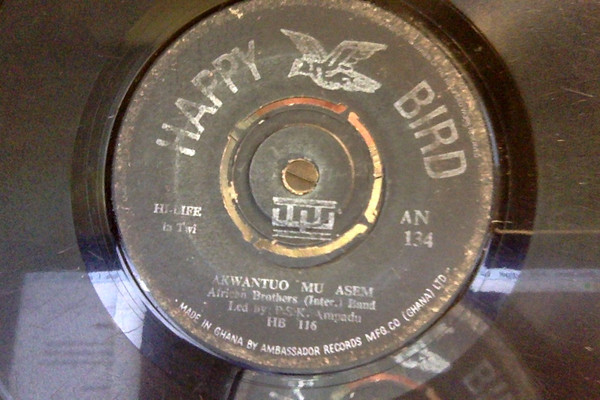 HAPPY BIRD
HI-LIFE
in Twi
AN
134
AKWANTUO MU ASEM
African Brothers (Inter.) Band
Led by: P.S.K. Ampadu
HB 116
MADE IN GHANA BY AMBASSADOR RECORDS MFG. CO (GHANA) LTD.